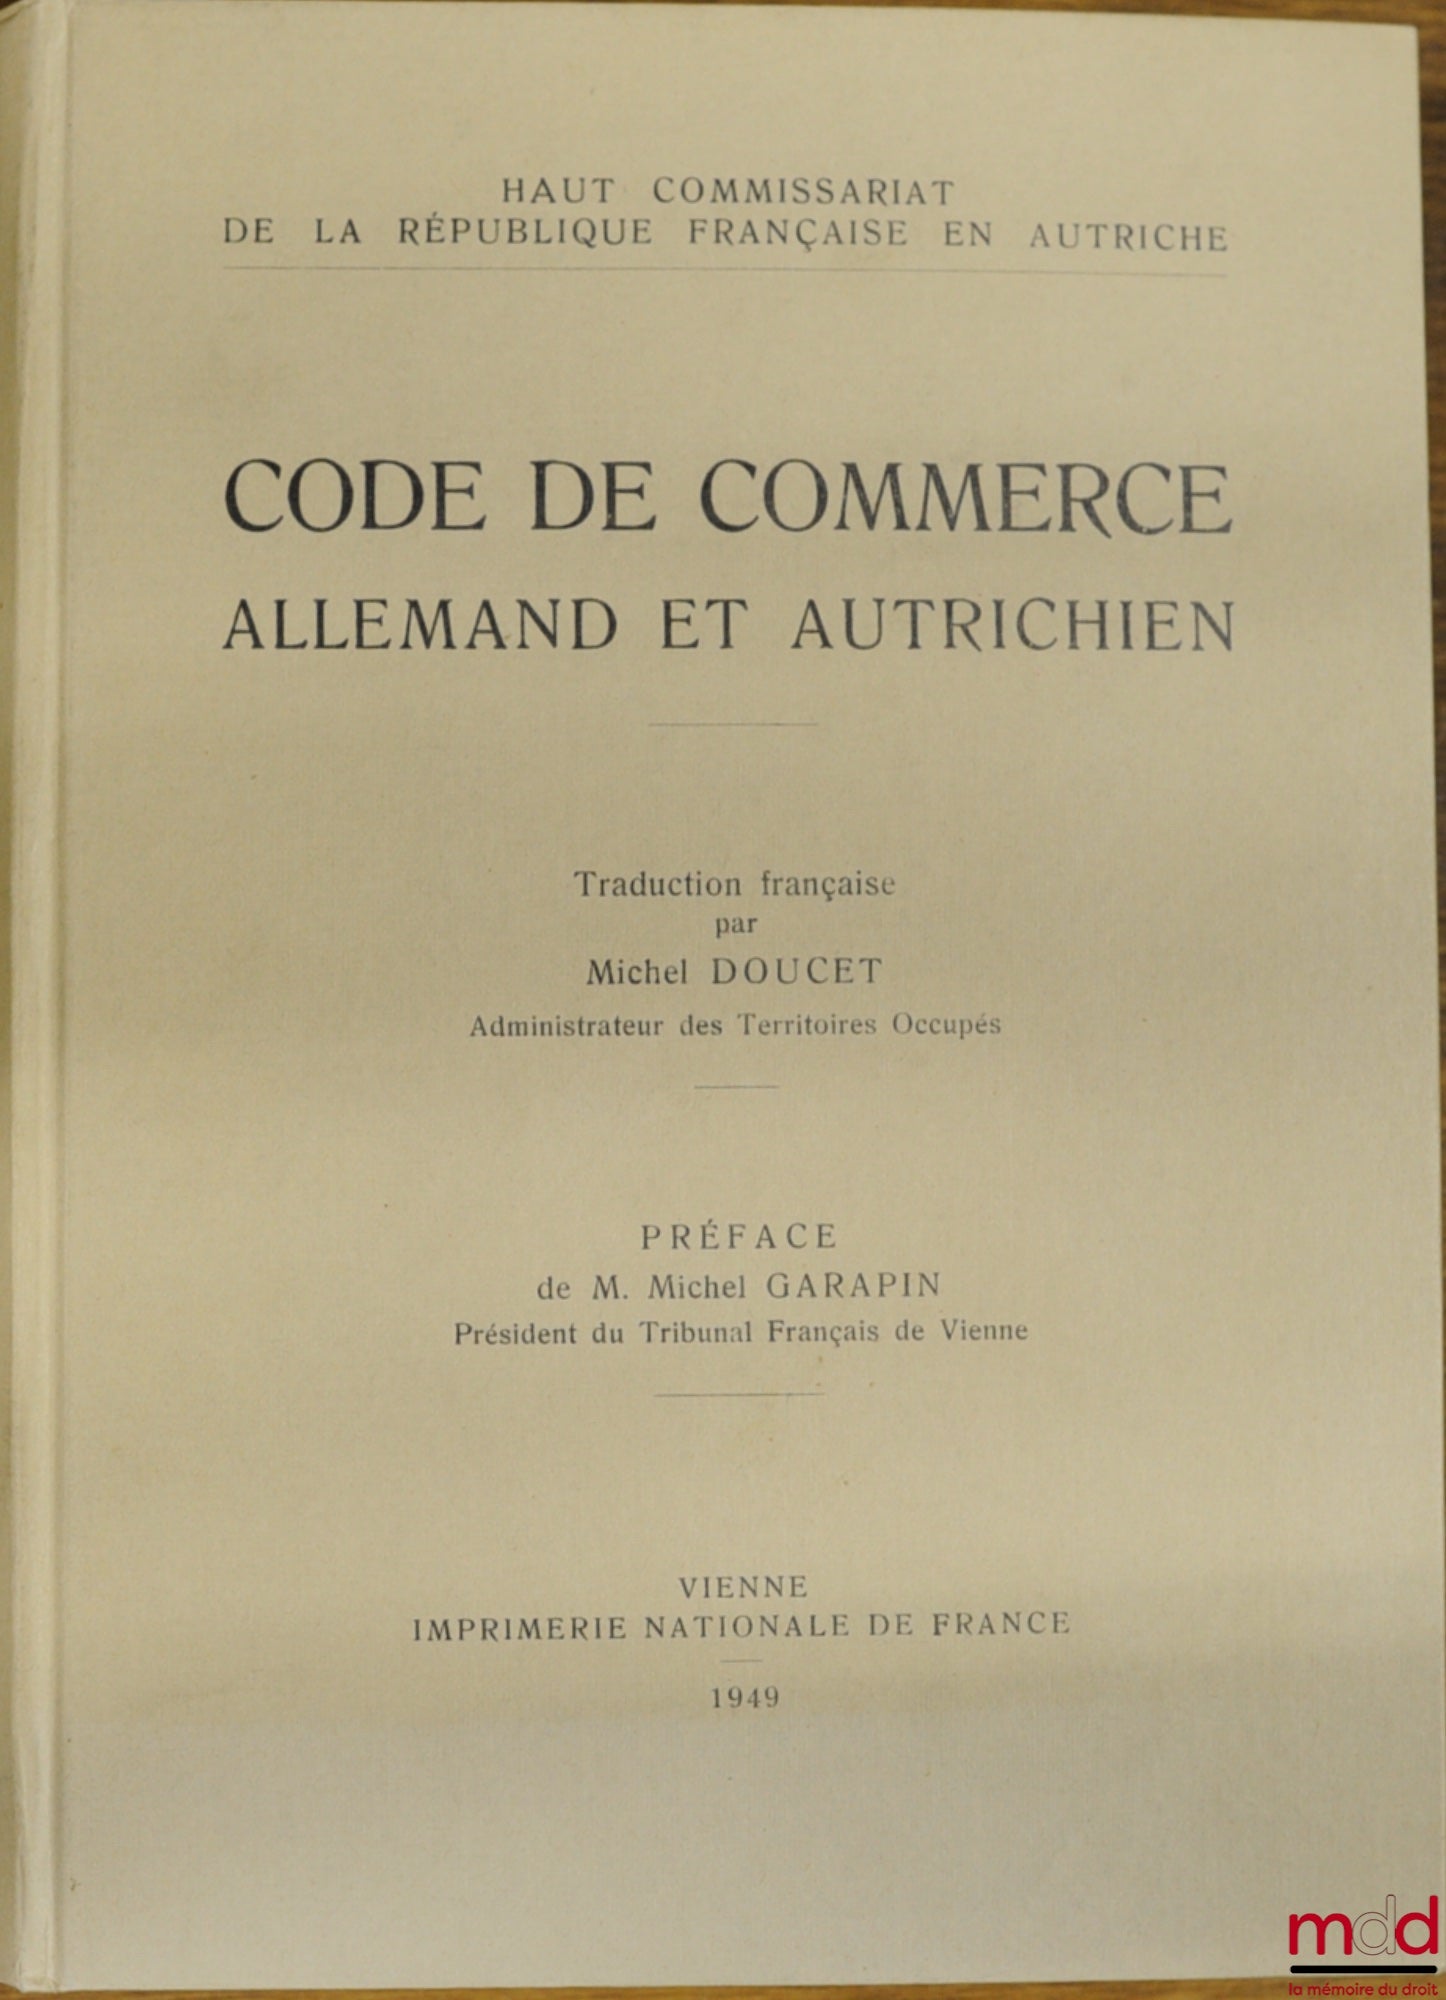 HAUT COMMISSARIAT
DE LA RÉPUBLIQUE FRANÇAISE EN AUTRICHE
CODE DE COMMERCE
ALLEMAND ET AUTRICHIEN
Traduction française
par
Michel DOUCET
Administrateur des Territoires Occupés
PRÉFACE
de M. Michel GARAPIN
Président du Tribunal Français de Vienne
VIENNE
IMPRIMERIE NATIONALE DE FRANCE
1949
mdd
la mémoire du droit